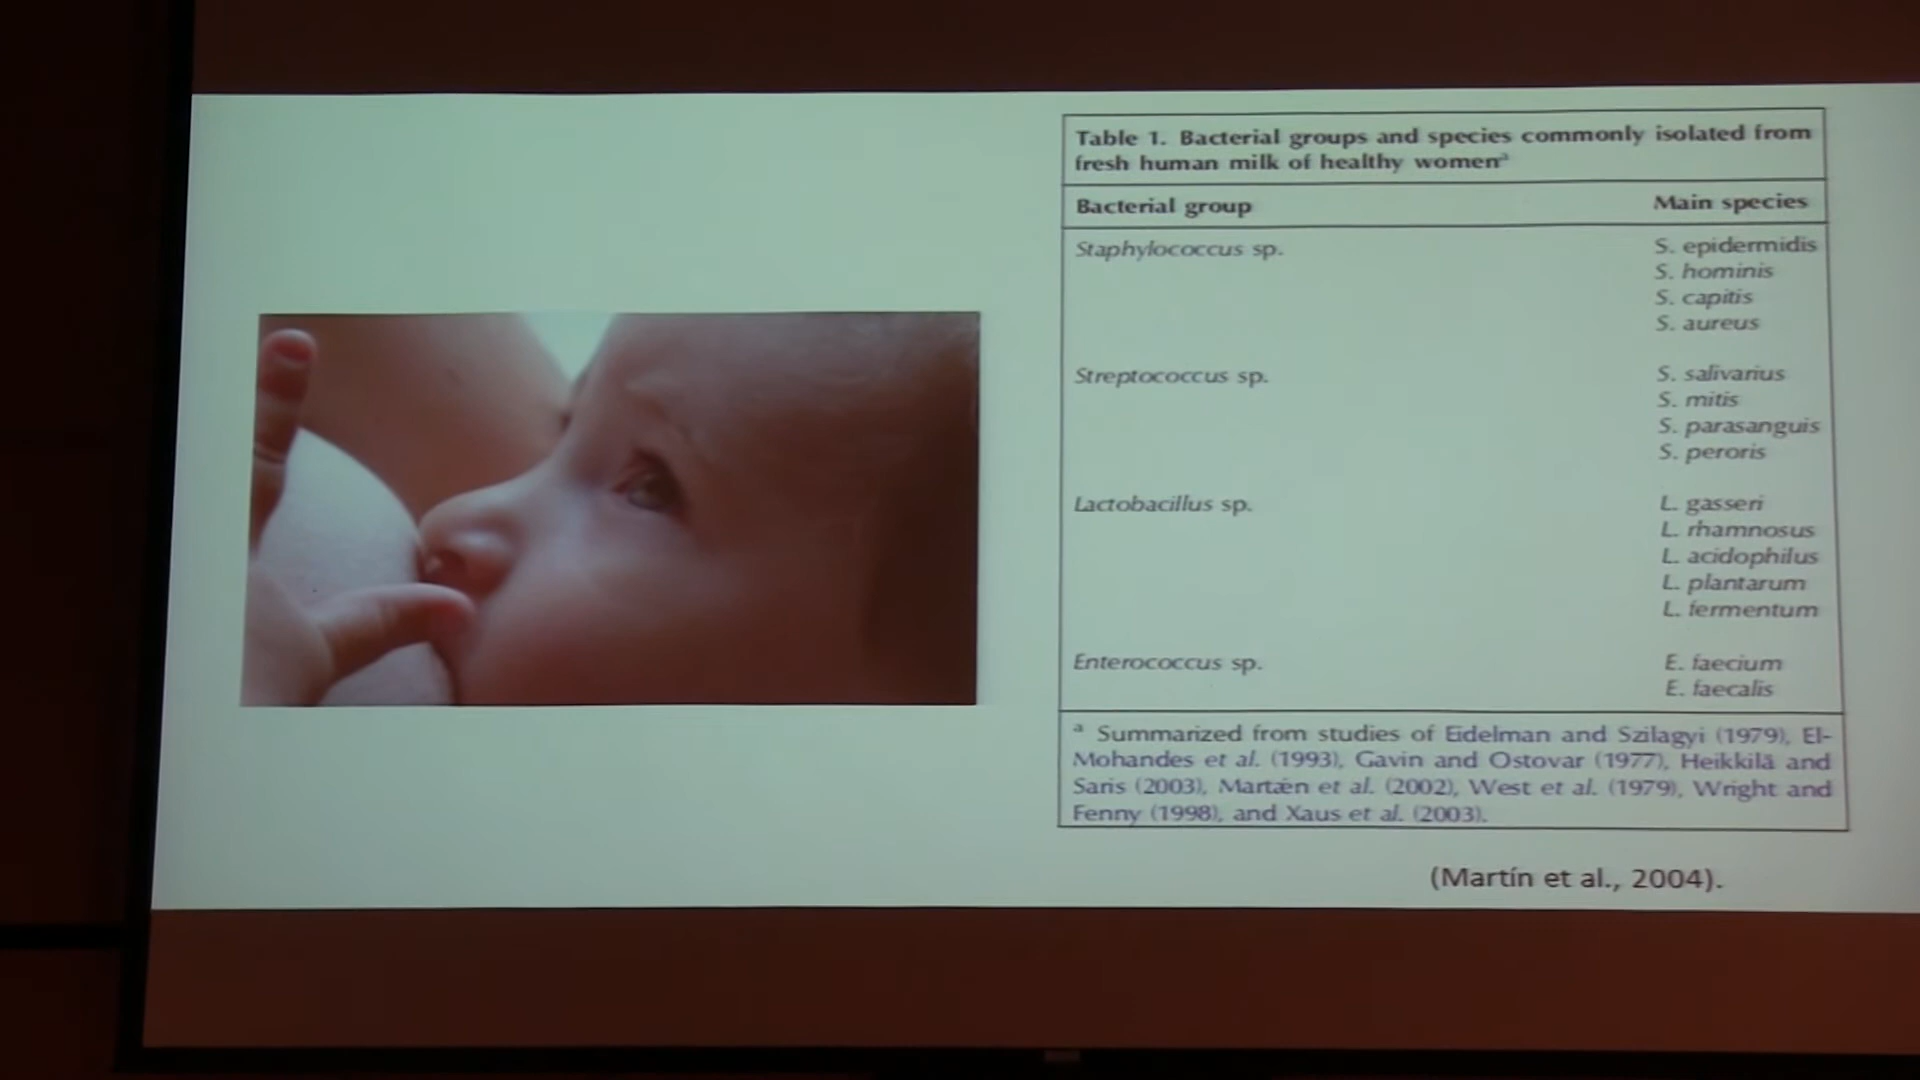 Table 1. Bacterial groups and species commonly isolated from
fresh human milk of healthy womenᵃ
Bacterial group Main species
Staphylococcus sp. S. epidermidis
S. hominis
S. capitis
S. aureus
Streptococcus sp. S. salivarius
S. mitis
S. parasanguis
S. peroris
Lactobacillus sp. L. gasseri
L. rhamnosus
L. acidophilus
L. plantarum
L. fermentum
Enterococcus sp. E. faecium
E. faecalis
ᵃ Summarized from studies of Eidelman and Szilagyi (1979), El-
Mohandes et al. (1993), Gavin and Ostovar (1977), Heikkilä and
Saris (2003), Martæ̈n et al. (2002), West et al. (1979), Wright and
Fenny (1998), and Xaus et al. (2003).
(Martín et al., 2004).